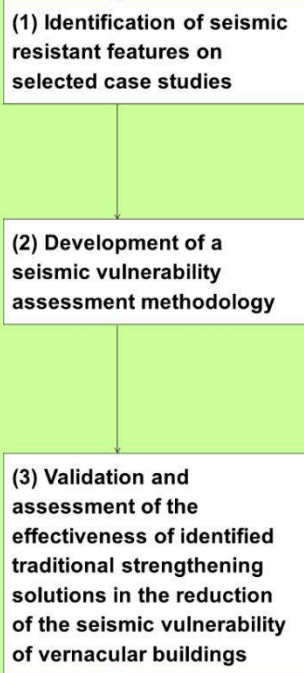 (1) Identification of seismic
resistant features on
selected case studies
(2) Development of a
seismic vulnerability
assessment methodology
(3) Validation and
assessment of the
effectiveness of identified
traditional strengthening
solutions in the reduction
of the seismic vulnerability
of vernacular buildings